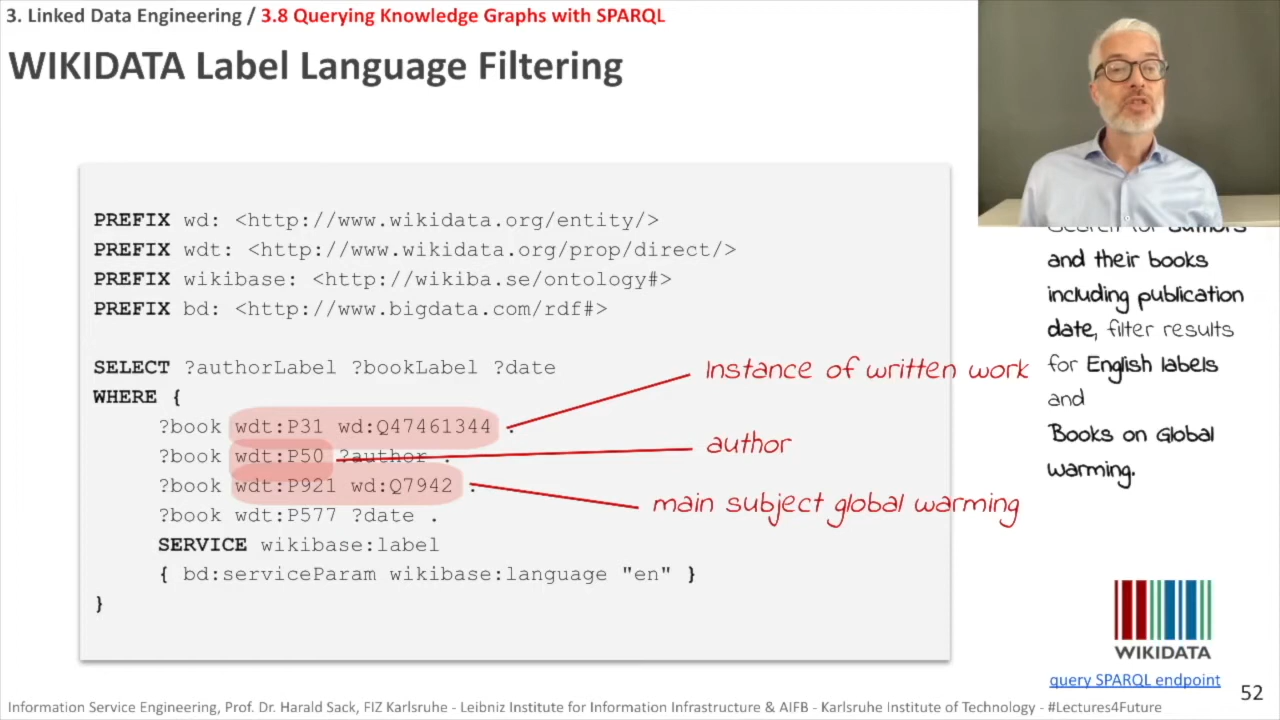 3. Linked Data Engineering / 3.8 Querying Knowledge Graphs with SPARQL
WIKIDATA Label Language Filtering
PREFIX wd: <http://www.wikidata.org/entity/>
PREFIX wdt: <http://www.wikidata.org/prop/direct/>
PREFIX wikibase: <http://wikiba.se/ontology#>
PREFIX bd: <http://www.bigdata.com/rdf#>
SELECT ?authorLabel ?bookLabel ?date
WHERE {
?book wdt:P31 wd:Q47461344 .
?book wdt:P50 ?author .
?book wdt:P921 wd:Q7942 .
?book wdt:P577 ?date .
SERVICE wikibase:label
{ bd:serviceParam wikibase:language "en" }
}
Instance of written work
author
main subject global warming
Search for authors
and their books
including publication
date, filter results
for English labels
and
Books on Global
warming.
WIKIDATA
query SPARQL endpoint
Information Service Engineering, Prof. Dr. Harald Sack, FIZ Karlsruhe - Leibniz Institute for Information Infrastructure & AIFB - Karlsruhe Institute of Technology - #Lectures4Future
52